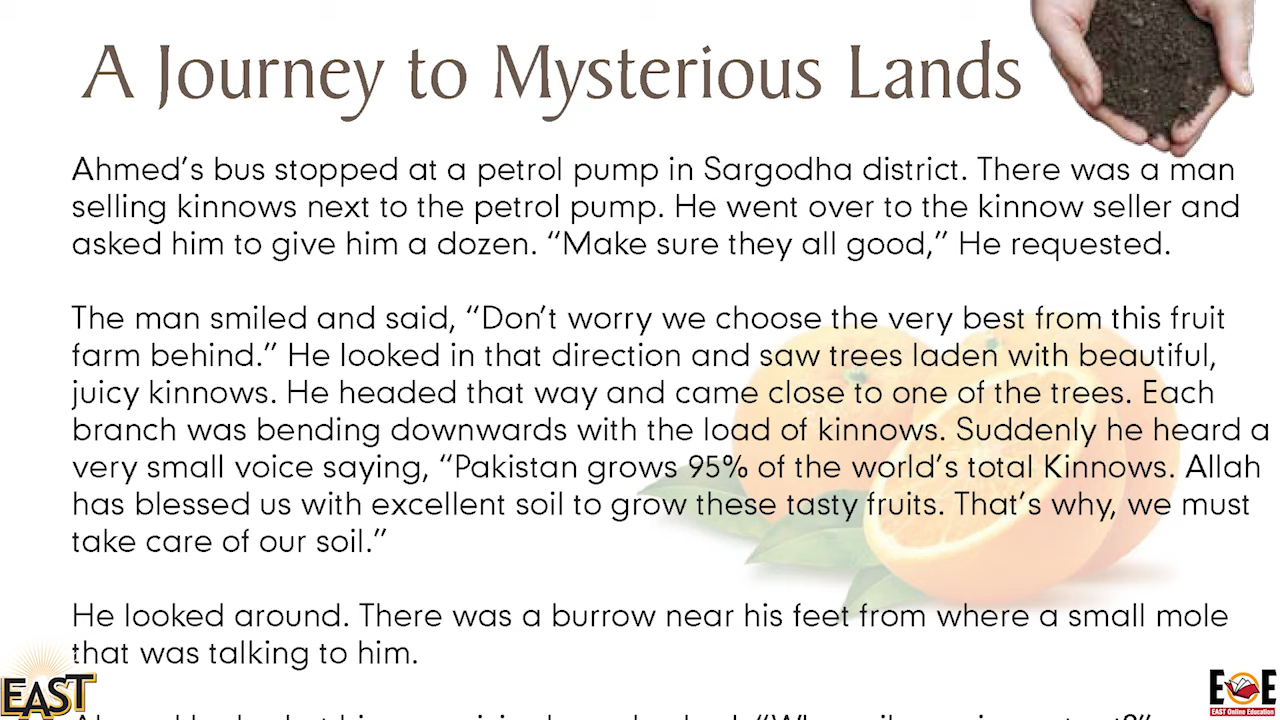 A Journey to Mysterious Lands
Ahmed’s bus stopped at a petrol pump in Sargodha district. There was a man
selling kinnows next to the petrol pump. He went over to the kinnow seller and
asked him to give him a dozen. “Make sure they all good,” He requested.
The man smiled and said, “Don’t worry we choose the very best from this fruit
farm behind.” He looked in that direction and saw trees laden with beautiful,
juicy kinnows. He headed that way and came close to one of the trees. Each
branch was bending downwards with the load of kinnows. Suddenly he heard a
very small voice saying, “Pakistan grows 95% of the world’s total Kinnows. Allah
has blessed us with excellent soil to grow these tasty fruits. That’s why, we must
take care of our soil.”
He looked around. There was a burrow near his feet from where a small mole
that was talking to him.
EAST
EOE
EAST Online Education